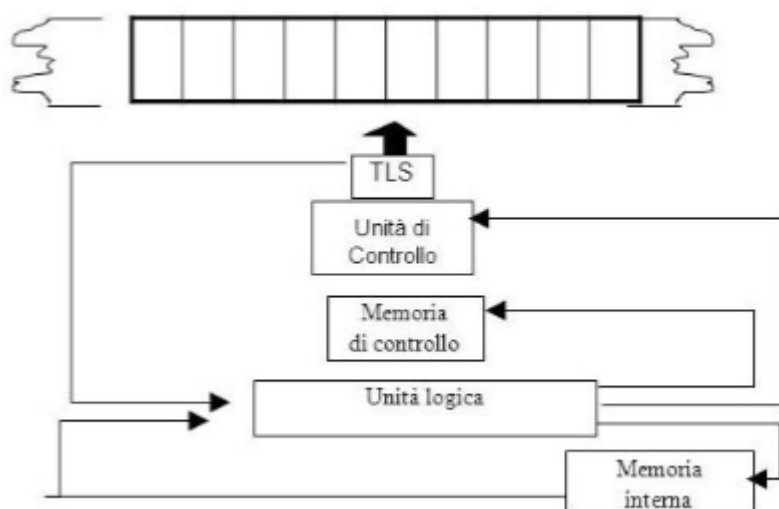 TLS
Unità di
Controllo
Memoria
di controllo
Unità logica
Memoria
interna